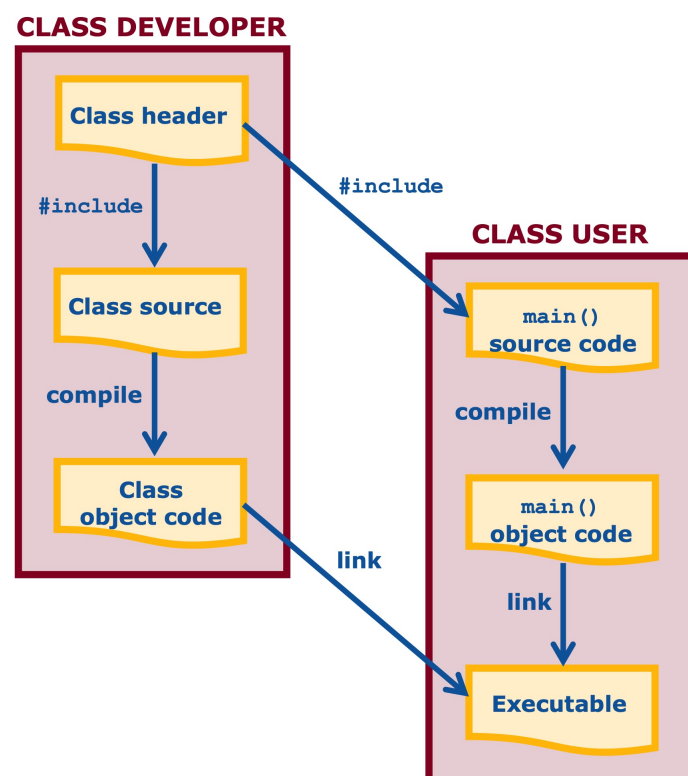 CLASS DEVELOPER
Class header
#include
Class source
compile
Class
object code
#include
link
CLASS USER
main()
source code
compile
main()
object code
link
Executable